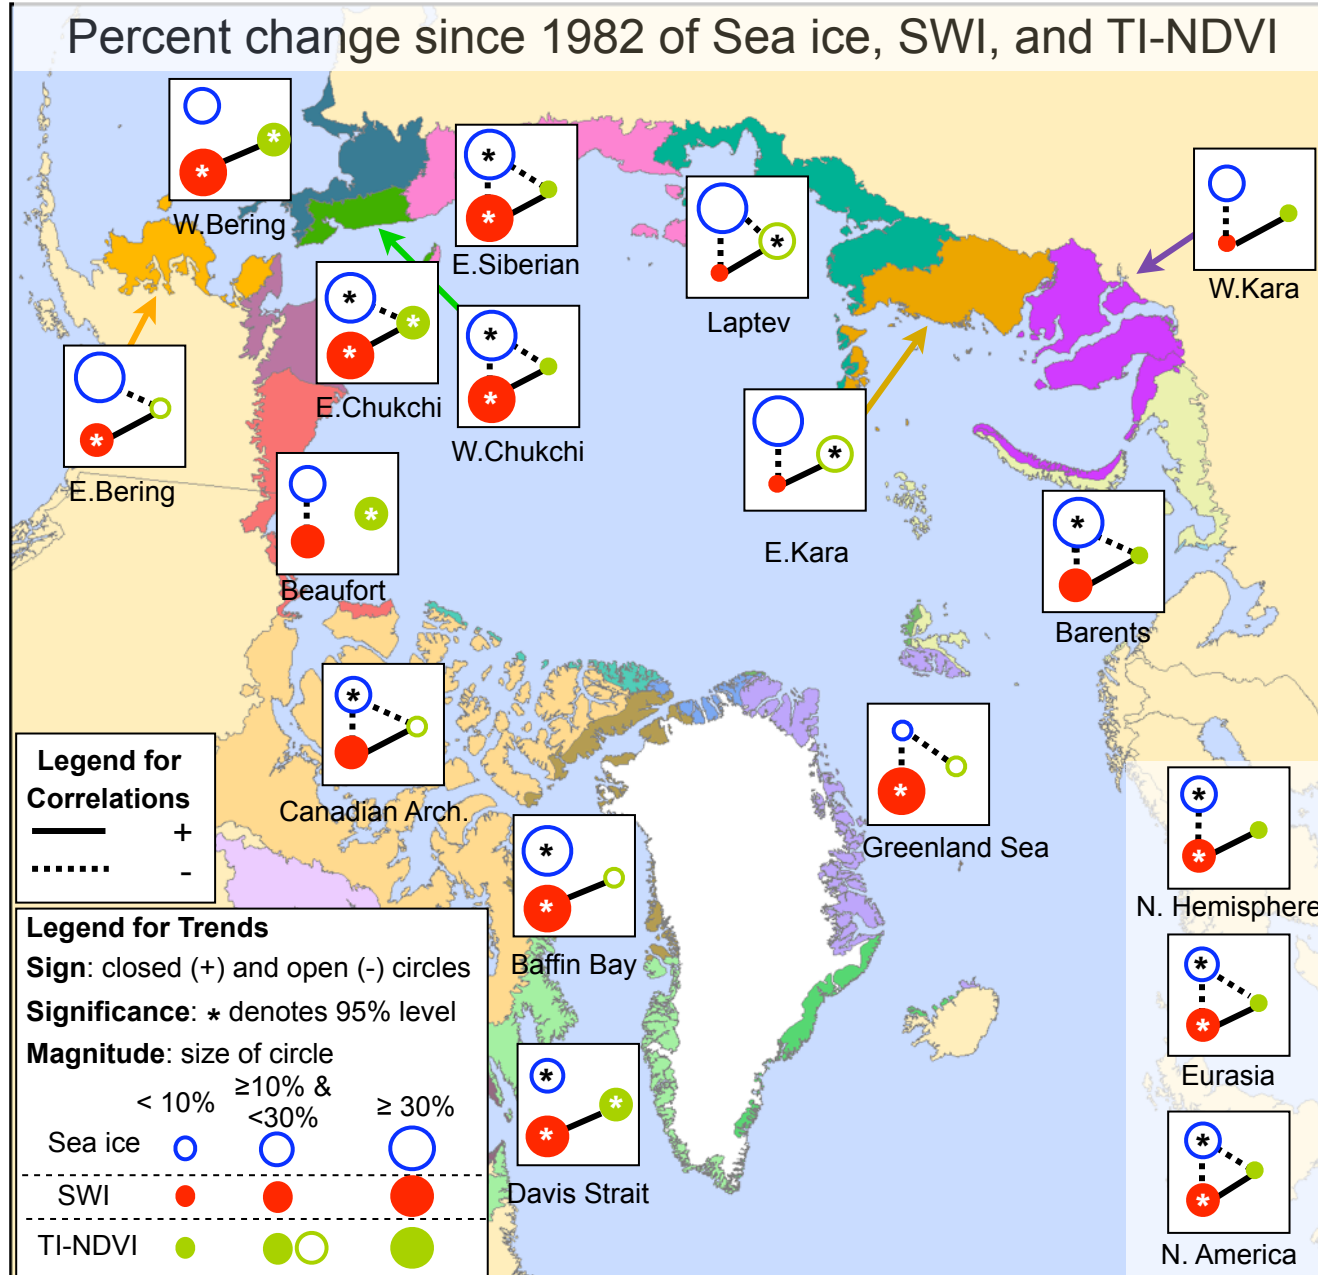 Percent change since 1982 of Sea ice, SWI, and TI-NDVI
*
*
W.Bering
*
*
E.Siberian
*
Laptev
W.Kara
*
*
*
E.Chukchi
*
*
W.Chukchi
*
E.Bering
*
E.Kara
*
Beaufort
*
Barents
*
Canadian Arch.
*
Greenland Sea
Legend for
Correlations
+
-
*
*
Baffin Bay
*
*
N. Hemisphere
Legend for Trends
Sign: closed (+) and open (-) circles
Significance: * denotes 95% level
Magnitude: size of circle
< 10%
≥10% &
<30%
≥ 30%
Sea ice
SWI
TI-NDVI
*
*
*
Davis Strait
*
*
Eurasia
*
*
N. America